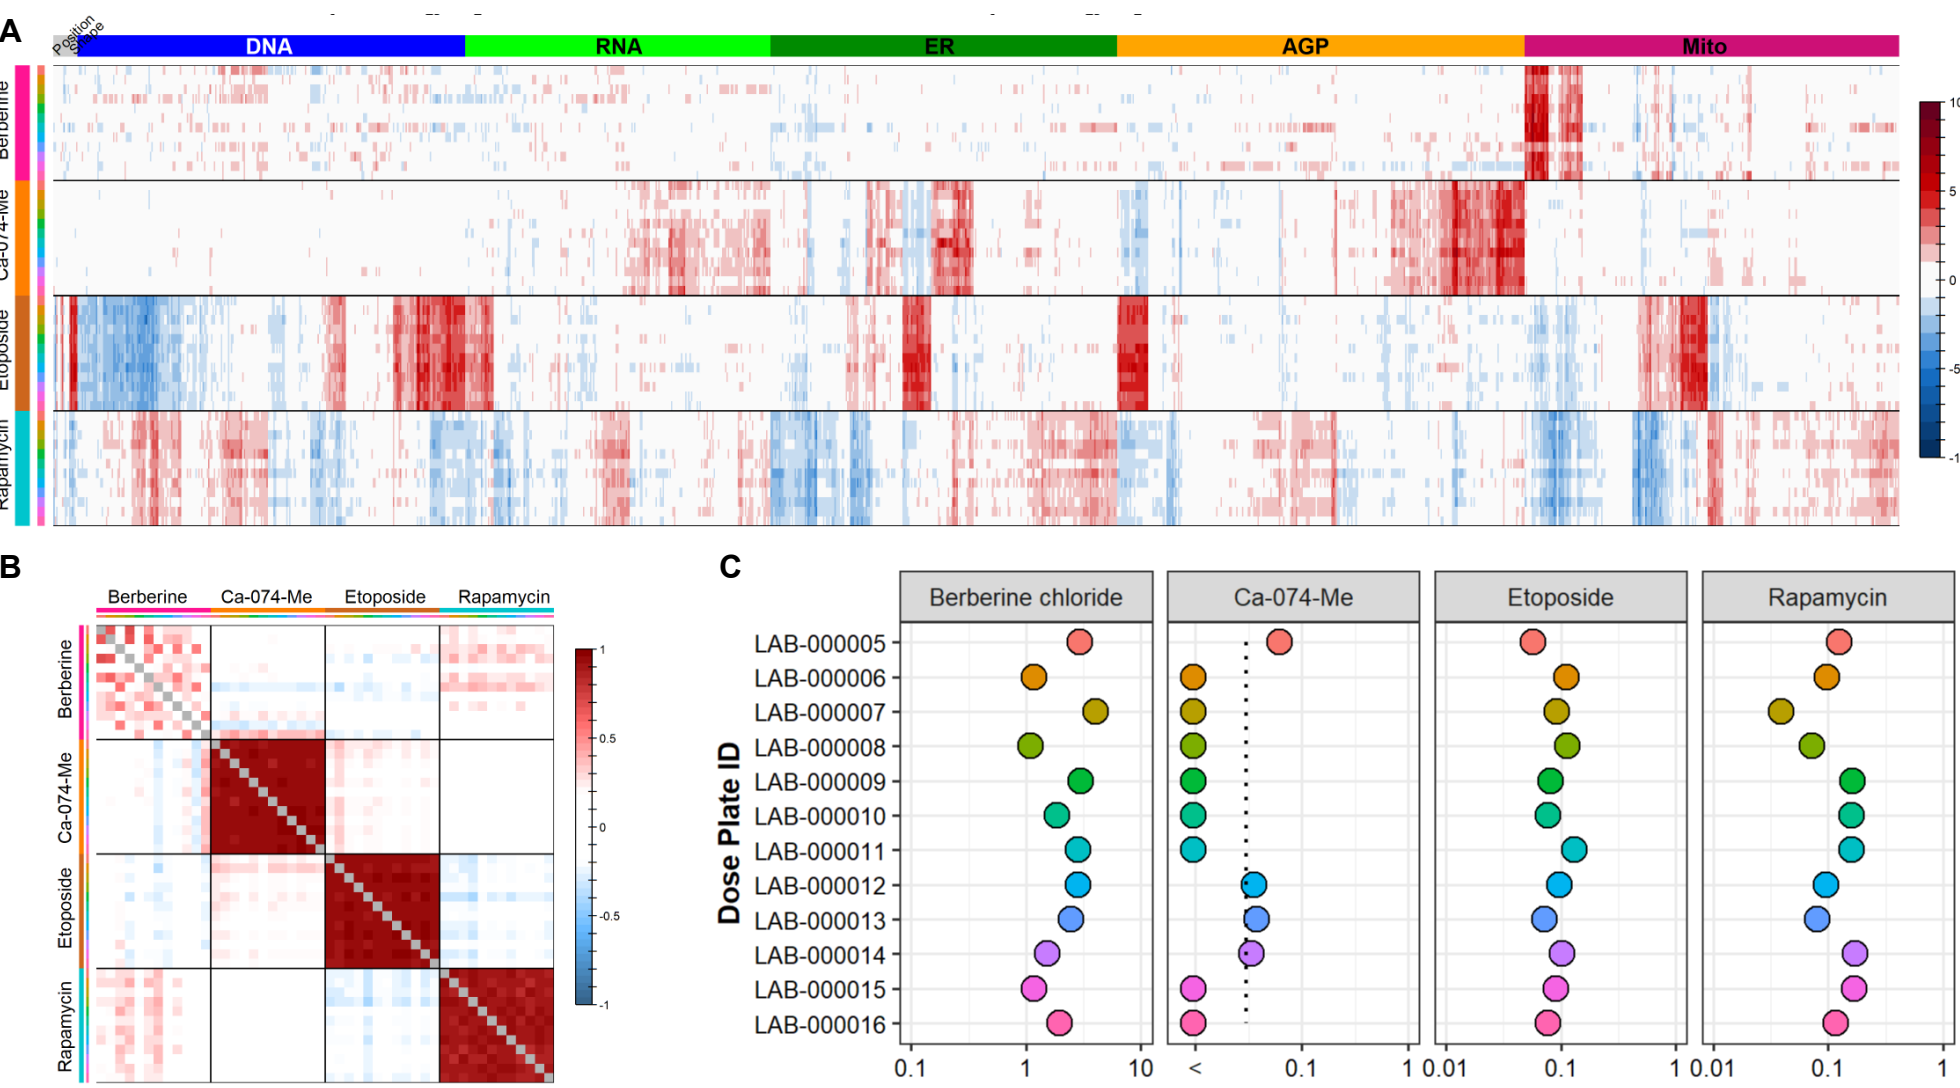 A
Position
Shape
DNA RNA ER AGP Mito
Berberine
Ca-074-Me
Etoposide
Rapamycin
10
5
0
-5
-1
B
Berberine Ca-074-Me Etoposide Rapamycin
Berberine
Ca-074-Me
Etoposide
Rapamycin
1
0.5
0
-0.5
-1
C
Berberine chloride Ca-074-Me Etoposide Rapamycin
Dose Plate ID
LAB-000005
LAB-000006
LAB-000007
LAB-000008
LAB-000009
LAB-000010
LAB-000011
LAB-000012
LAB-000013
LAB-000014
LAB-000015
LAB-000016
0.1 1 10 < 0.1 1 0.01 0.1 1 0.01 0.1 1